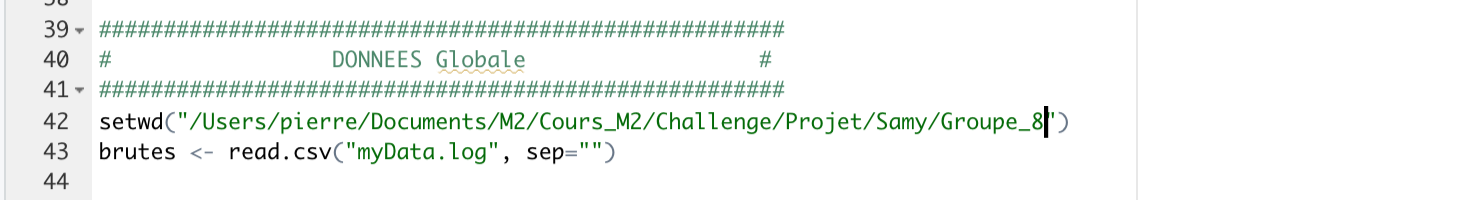 39 #####################################################
40 # DONNEES Globale #
41 #####################################################
42 setwd("/Users/pierre/Documents/M2/Cours_M2/Challenge/Projet/Samy/Groupe_8")
43 brutes <- read.csv("myData.log", sep="")
44